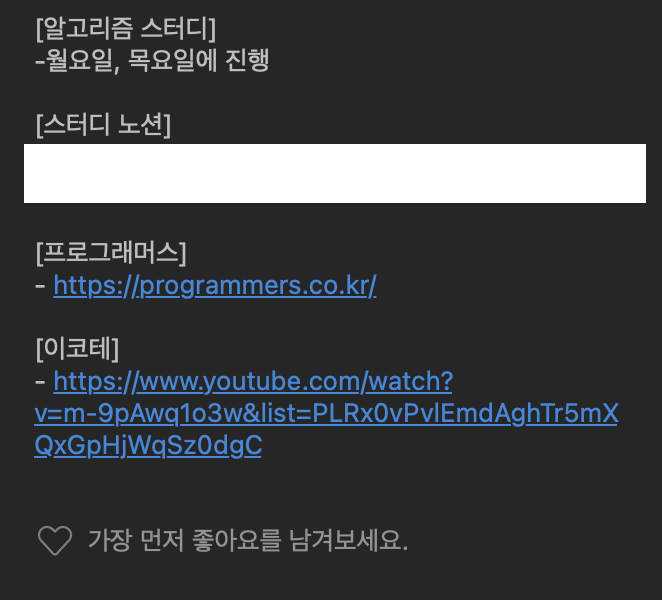 [알고리즘 스터디]
-월요일, 목요일에 진행
[스터디 노션]
[프로그래머스]
- https://programmers.co.kr/
[이코테]
- https://www.youtube.com/watch?
v=m-9pAwq1o3w&list=PLRx0vPvlEmdAghTr5mX
QxGpHjWqSz0dgC
가장 먼저 좋아요를 남겨보세요.